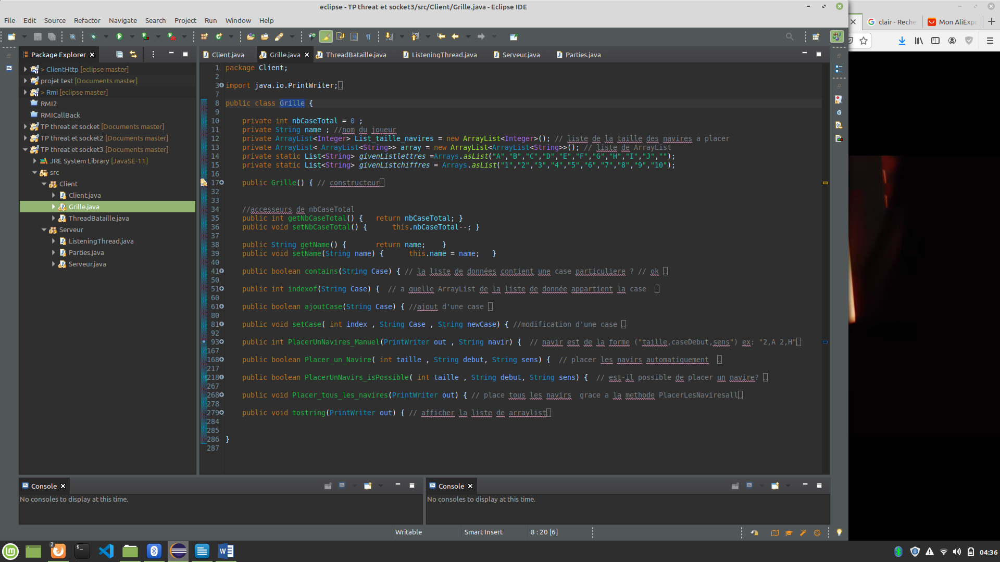 eclipse - TP threat et socket3/src/Client/Grille.java - Eclipse IDE
File Edit Source Refactor Navigate Search Project Run Window Help
clair - Reche
Mon AliExpr
Package Explorer
> ClientHttp [eclipse master]
projet test [Documents master]
> Rmi [eclipse master]
RMI2
RMICallBack
TP threat et socket [Documents master]
TP threat et socket2 [Documents master]
TP threat et socket3 [Documents master]
JRE System Library [JavaSE-11]
src
Client
Client.java
Grille.java
ThreadBataille.java
Serveur
ListeningThread.java
Parties.java
Serveur.java
Client.java Grille.java ThreadBataille.java ListeningThread.java Serveur.java Parties.java
1 package Client;
2
3 import java.io.PrintWriter;
7
8 public class Grille {
9
10 private int nbCaseTotal = 0 ;
11 private String name ; //nom du joueur
12 private ArrayList<Integer> List_taille_navires = new ArrayList<Integer>(); // liste de la taille des navires a placer
13 private ArrayList< ArrayList<String>> array = new ArrayList<ArrayList<String>>(); // liste de ArrayList
14 private static List<String> givenListlettres =Arrays.asList("A","B","C","D","E","F","G","H","I","J","");
15 private static List<String> givenListchiffres = Arrays.asList("1","2","3","4","5","6","7","8","9","10");
16
17 public Grille() { // constructeur
32
33
34 //accesseurs de nbCaseTotal
35 public int getNbCaseTotal() { return nbCaseTotal; }
36 public void setNbCaseTotal() { this.nbCaseTotal--; }
37
38 public String getName() { return name; }
39 public void setName(String name) { this.name = name; }
40
41 public boolean contains(String Case) { // la liste de données contient une case particuliere ? // ok
50
51 public int indexof(String Case) { // a quelle ArrayList de la liste de donnée appartient la case
60
61 public boolean ajoutCase(String Case) { //ajout d'une case
80
81 public void setCase( int index , String Case , String newCase) { //modification d'une case
92
93 public int PlacerUnNavires_Manuel(PrintWriter out , String navir) { // navir est de la forme ("taille,caseDebut,sens") ex: "2,A 2,H"
167
168 public boolean Placer_un_Navire( int taille , String debut, String sens) { // placer les navirs automatiquement
217
218 public boolean PlacerUnNavirs_isPossible( int taille , String debut, String sens) { // est-il possible de placer un navire?
267
268 public void Placer_tous_les_navires(PrintWriter out) { // place tous les navirs grace a la methode PlacerLesNaviresall
278
279 public void tostring(PrintWriter out) { // afficher la liste de arraylist
284
285
286 }
287
Console
No consoles to display at this time.
Console
No consoles to display at this time.
Writable Smart Insert 8 : 20 [6]
2
04:36